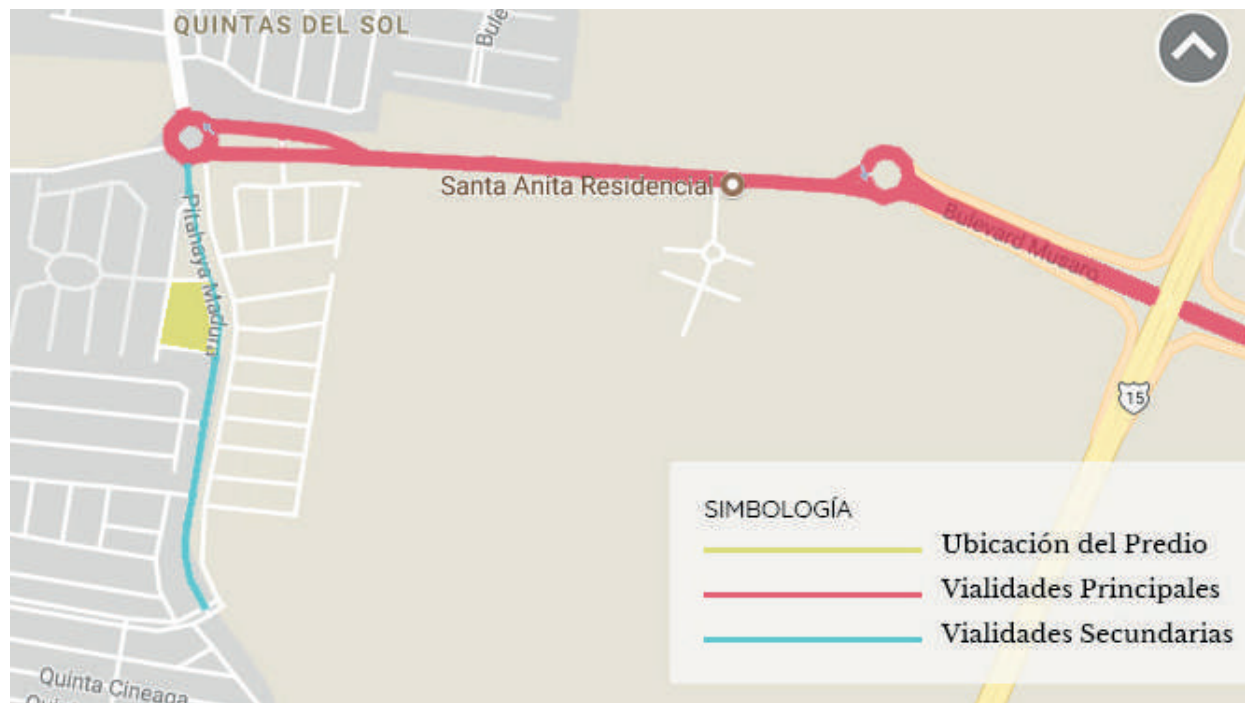 QUINTAS DEL SOL
Bule
Santa Anita Residencial
Pitahaya Madura
Bulevard Musaro
15
SIMBOLOGÍA
Ubicación del Predio
Vialidades Principales
Vialidades Secundarias
Quinta Cineaga